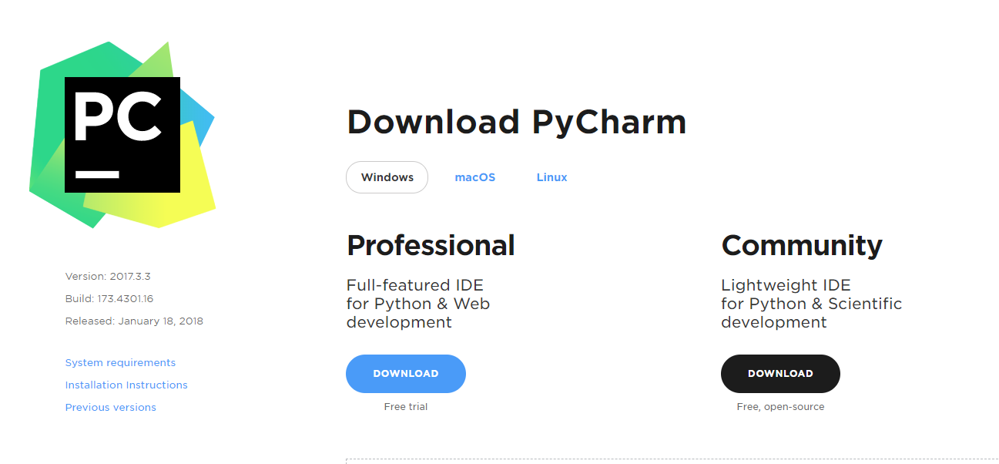 PC
Download PyCharm
Windows macOS Linux
Professional
Full-featured IDE
for Python & Web
development
DOWNLOAD
Free trial
Community
Lightweight IDE
for Python & Scientific
development
DOWNLOAD
Free, open-source
Version: 2017.3.3
Build: 173.4301.16
Released: January 18, 2018
System requirements
Installation Instructions
Previous versions